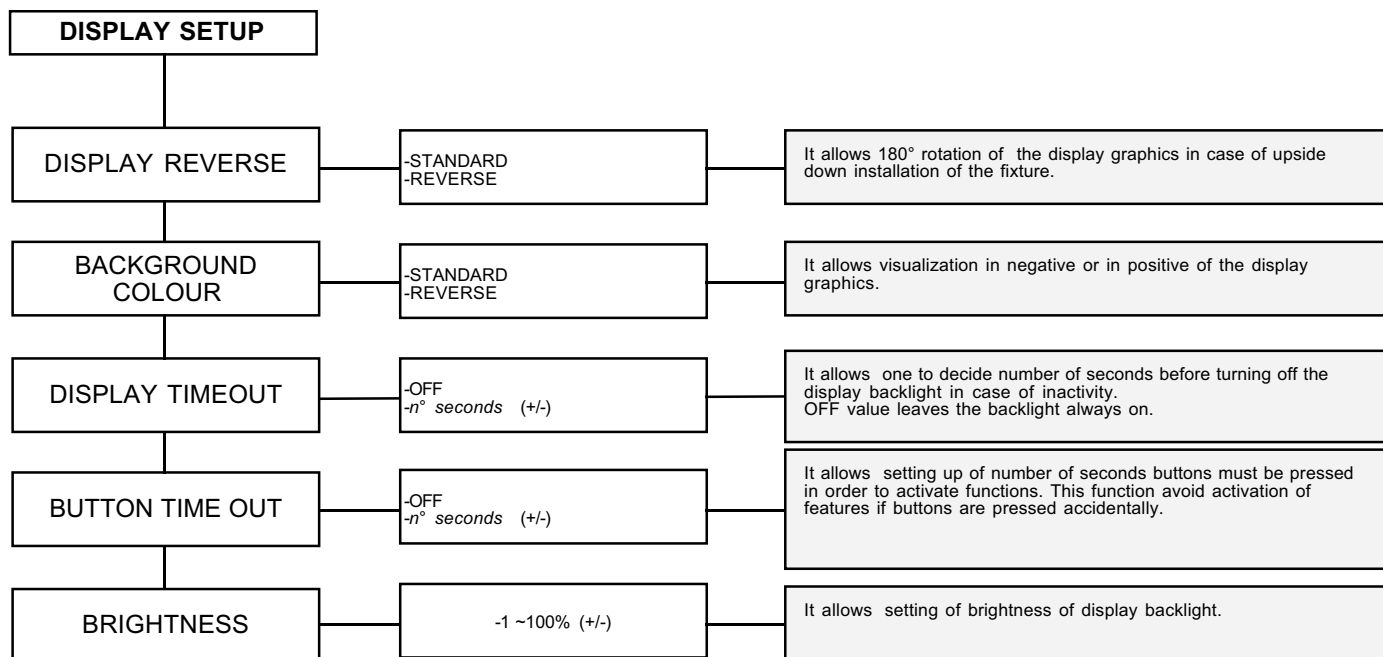 DISPLAY SETUP
DISPLAY REVERSE
-STANDARD
-REVERSE
It allows 180° rotation of the display graphics in case of upside
down installation of the fixture.
BACKGROUND
COLOUR
-STANDARD
-REVERSE
It allows visualization in negative or in positive of the display
graphics.
DISPLAY TIMEOUT
-OFF
-n° seconds (+/-)
It allows one to decide number of seconds before turning off the
display backlight in case of inactivity.
OFF value leaves the backlight always on.
BUTTON TIME OUT
-OFF
-n° seconds (+/-)
It allows setting up of number of seconds buttons must be pressed
in order to activate functions. This function avoid activation of
features if buttons are pressed accidentally.
BRIGHTNESS
-1 ~100% (+/-)
It allows setting of brightness of display backlight.